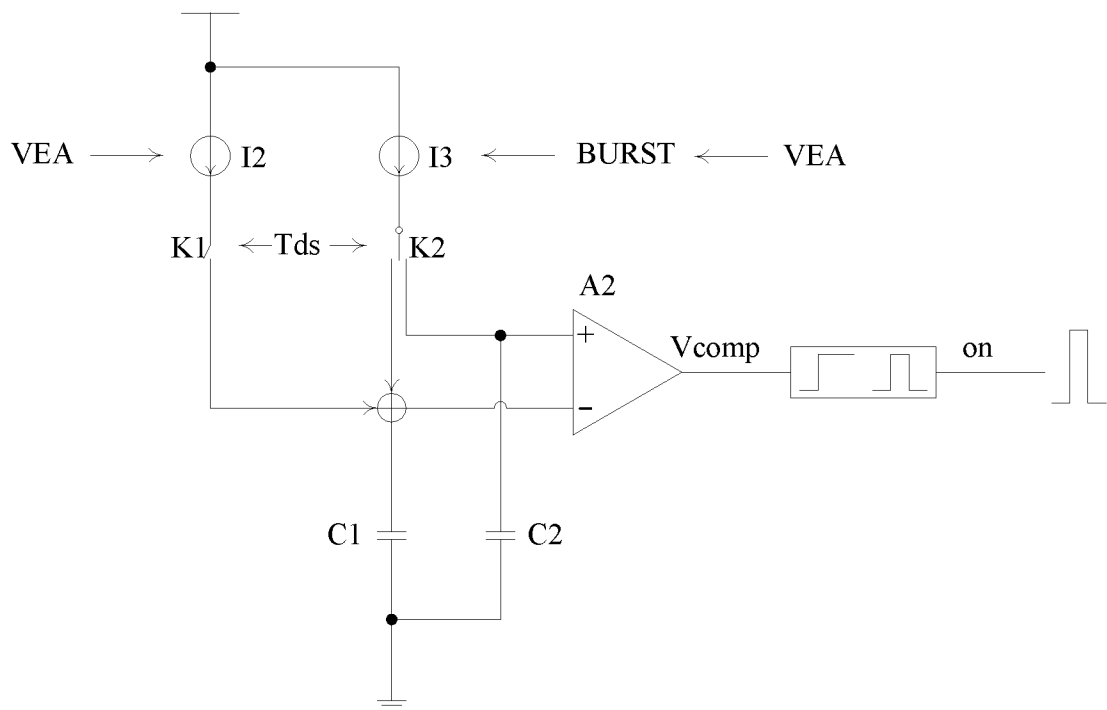 VEA
I2
I3
BURST
VEA
K1
Tds
K2
A2
+
Vcomp
on
-
C1
C2